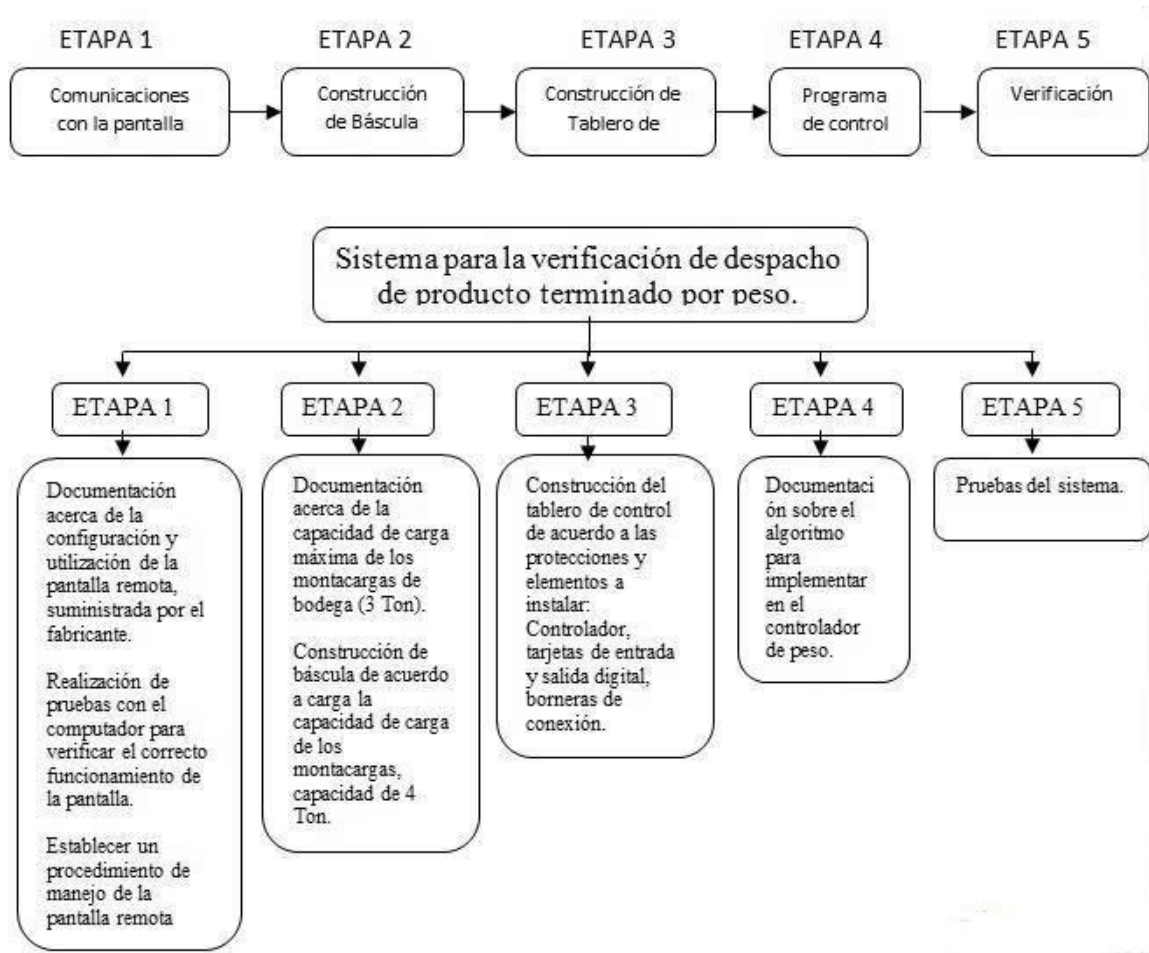 ETAPA 1
ETAPA 2
ETAPA 3
ETAPA 4
ETAPA 5
Comunicaciones
con la pantalla
Construcción
de Báscula
Construcción de
Tablero de
Programa
de control
Verificación
Sistema para la verificación de despacho
de producto terminado por peso.
ETAPA 1
ETAPA 2
ETAPA 3
ETAPA 4
ETAPA 5
Documentación
acerca de la
configuración y
utilización de la
pantalla remota,
suministrada por el
fabricante.
Realización de
pruebas con el
computador para
verificar el correcto
funcionamiento de
la pantalla.
Establecer un
procedimiento de
manejo de la
pantalla remota
Documentación
acerca de la
capacidad de carga
máxima de los
montacargas de
bodega (3 Ton).
Construcción de
báscula de acuerdo
a carga la
capacidad de carga
de los
montacargas,
capacidad de 4
Ton.
Construcción del
tablero de control
de acuerdo a las
protecciones y
elementos a
instalar:
Controlador,
tarjetas de entrada
y salida digital,
borneras de
conexión.
Documentaci
ón sobre el
algoritmo
para
implementar
en el
controlador
de peso.
Pruebas del sistema.